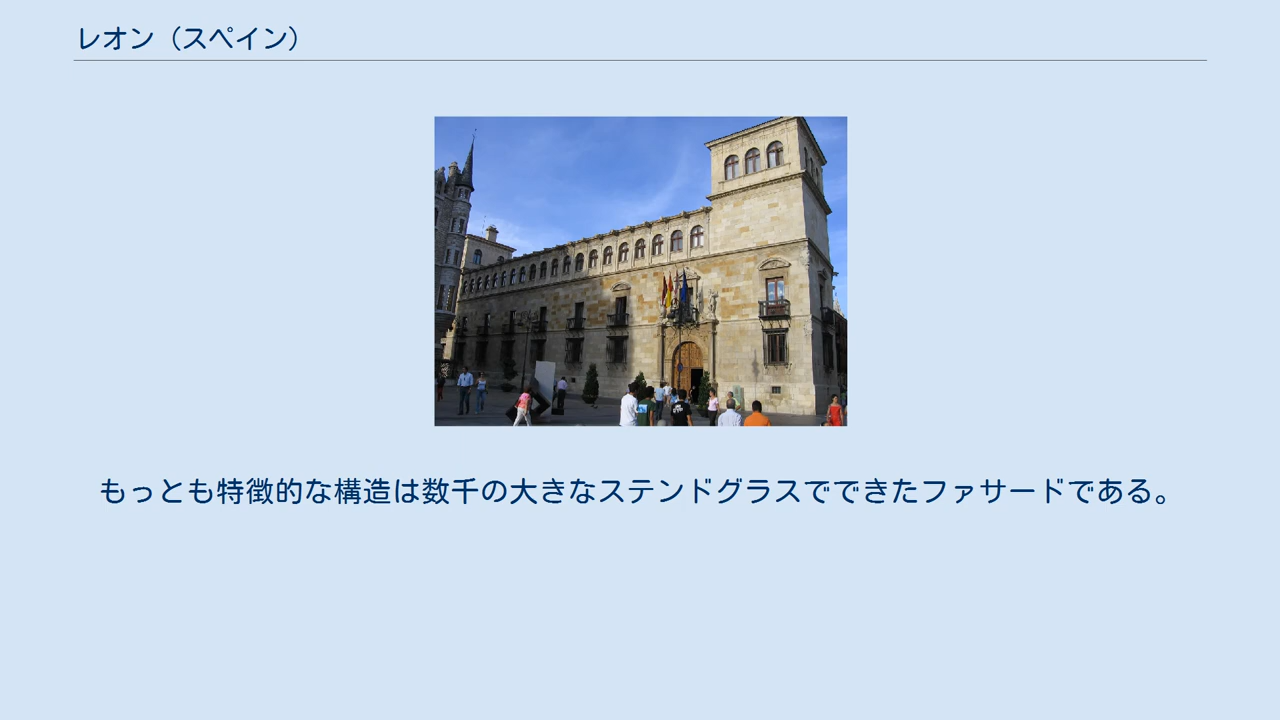 レオン（スペイン）
もっとも特徴的な構造は数千の大きなステンドグラスでできたファサードである。